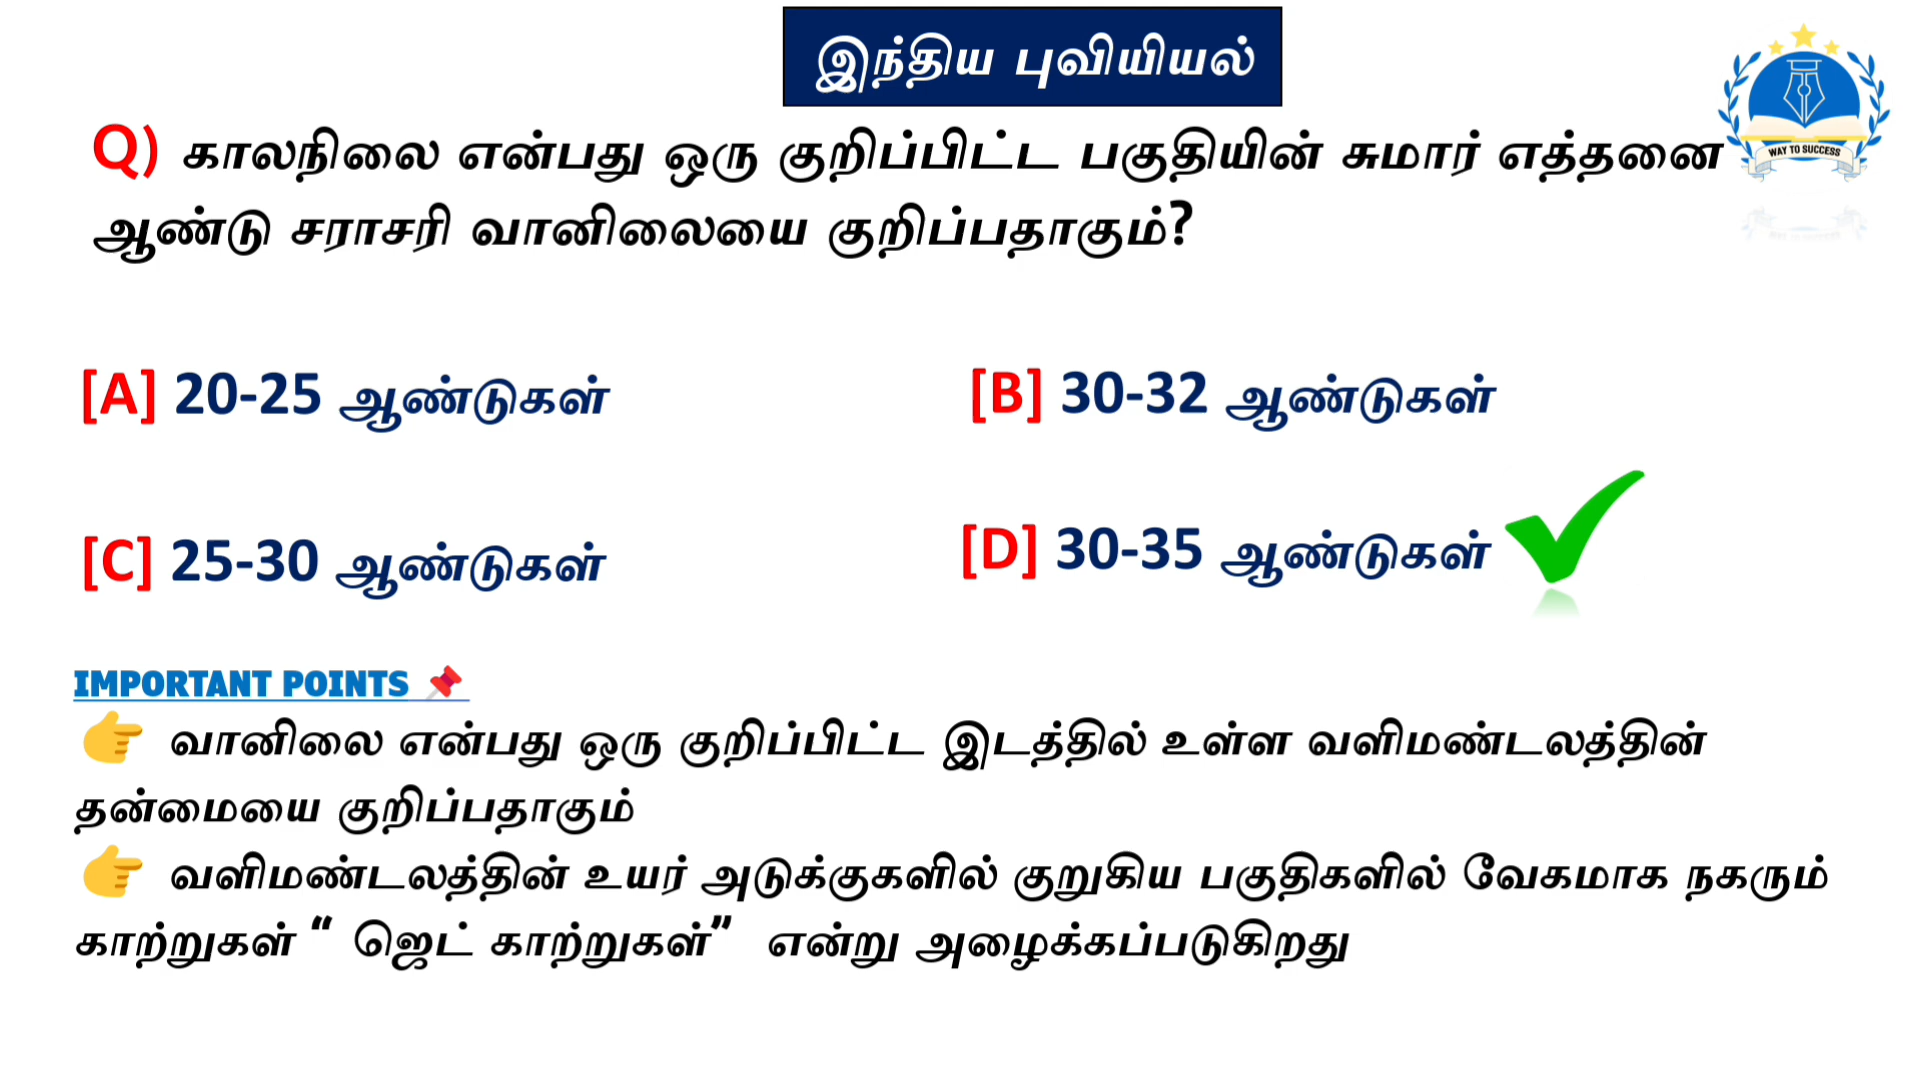 இந்திய புவியியல்
WAY TO SUCCESS
Q) காலநிலை என்பது ஒரு குறிப்பிட்ட பகுதியின் சுமார் எத்தனை
ஆண்டு சராசரி வானிலையை குறிப்பதாகும்?
[A] 20-25 ஆண்டுகள்
[B] 30-32 ஆண்டுகள்
[C] 25-30 ஆண்டுகள்
[D] 30-35 ஆண்டுகள்
IMPORTANT POINTS 📌
👉 வானிலை என்பது ஒரு குறிப்பிட்ட இடத்தில் உள்ள வளிமண்டலத்தின்
தன்மையை குறிப்பதாகும்
👉 வளிமண்டலத்தின் உயர் அடுக்குகளில் குறுகிய பகுதிகளில் வேகமாக நகரும்
காற்றுகள் “ ஜெட் காற்றுகள்” என்று அழைக்கப்படுகிறது